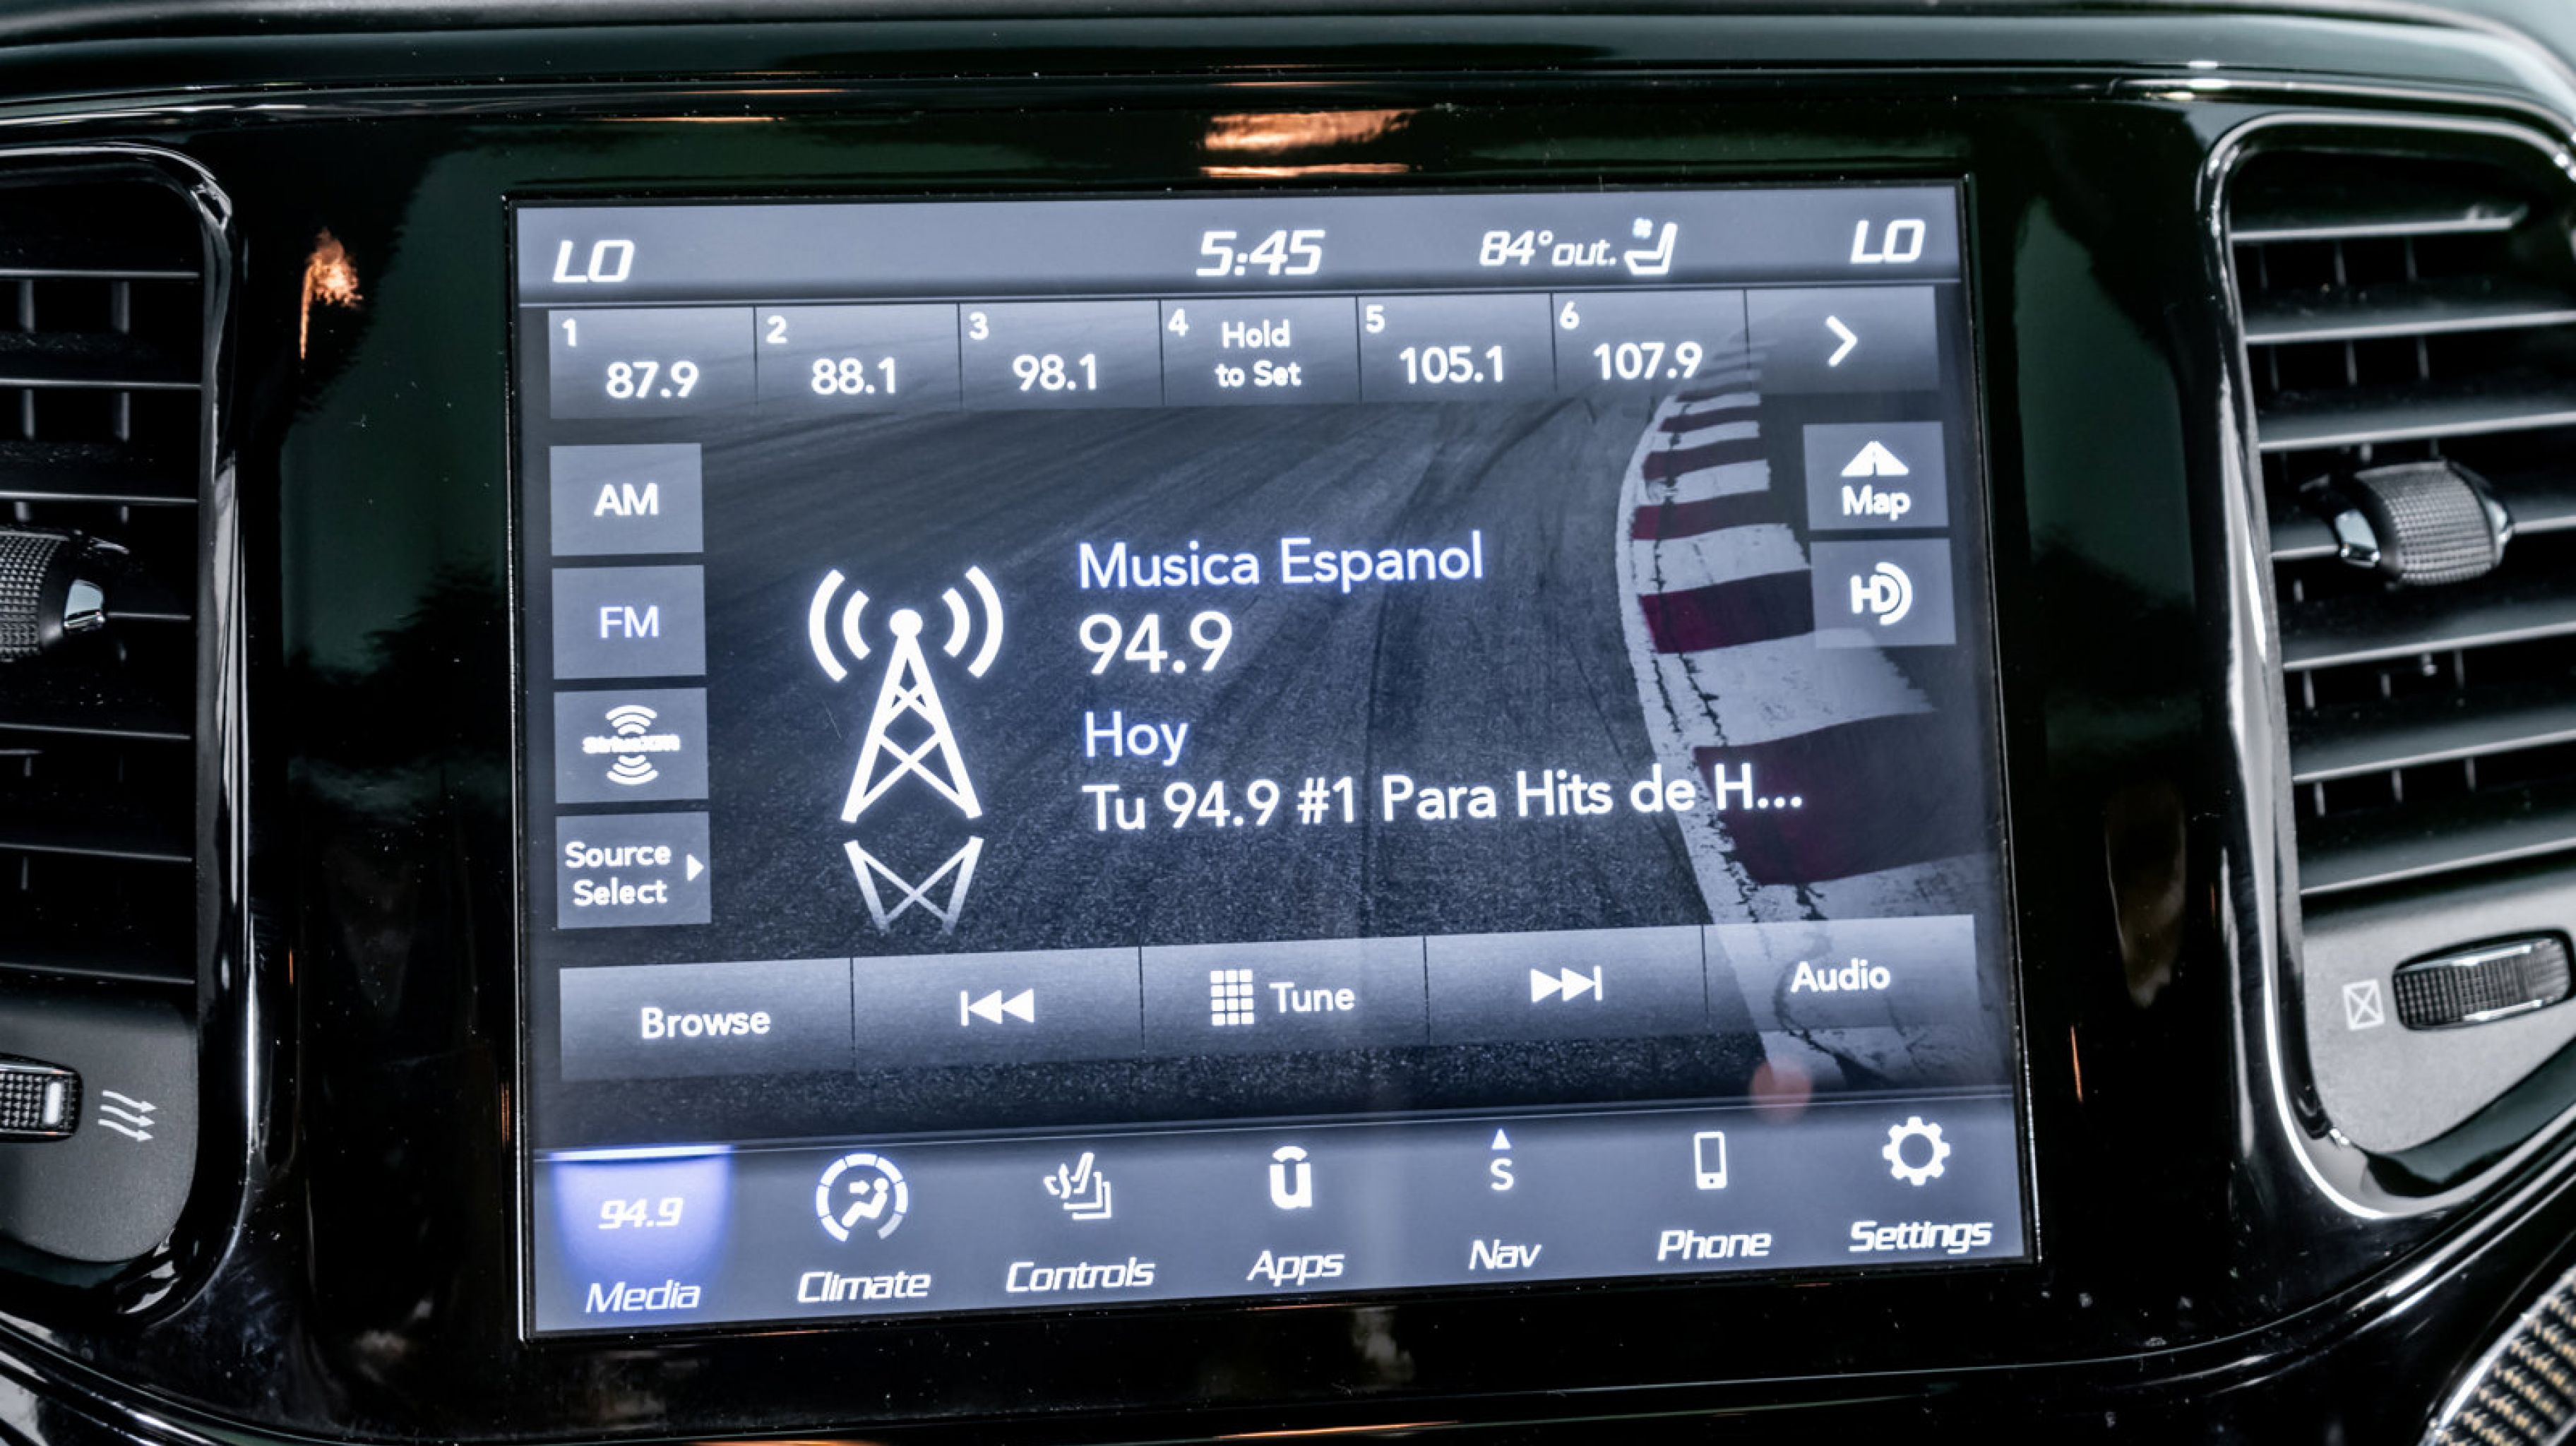 LO 5:45 84°out. LO
1 87.9
2 88.1
3 98.1
4 Hold
to Set
5 105.1
6 107.9
AM
FM
SiriusXM
Source
Select
Map
HD
Musica Espanol
94.9
Hoy
Tu 94.9 #1 Para Hits de H...
Browse
Tune
Audio
94.9
Media
Climate
Controls
ū
Apps
S
Nav
Phone
Settings